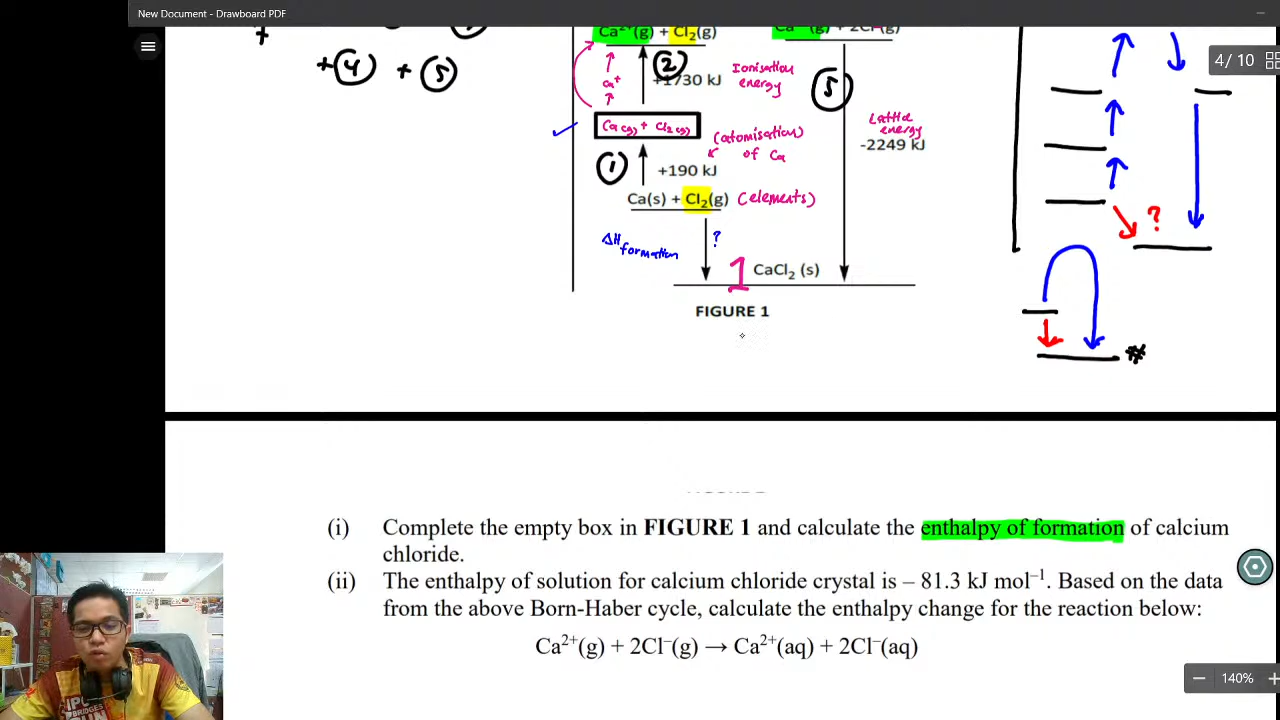 New Document - Drawboard PDF
4 / 10
+
+ ④ + ⑤
Ca²⁺(g) + Cl₂(g)
+ 2Cl⁻(g)
②
+1730 kJ
Ionisation
energy
Ca⁺
⑤
Ca(g) + Cl₂(g)
(atomisation)
of Ca
Lattice
energy
-2249 kJ
①
+190 kJ
Ca(s) + Cl₂(g) (elements)
ΔH formation
?
?
1 CaCl₂ (s)
FIGURE 1
(i) Complete the empty box in FIGURE 1 and calculate the enthalpy of formation of calcium
chloride.
(ii) The enthalpy of solution for calcium chloride crystal is – 81.3 kJ mol⁻¹. Based on the data
from the above Born-Haber cycle, calculate the enthalpy change for the reaction below:
Ca²⁺(g) + 2Cl⁻(g) → Ca²⁺(aq) + 2Cl⁻(aq)
140%